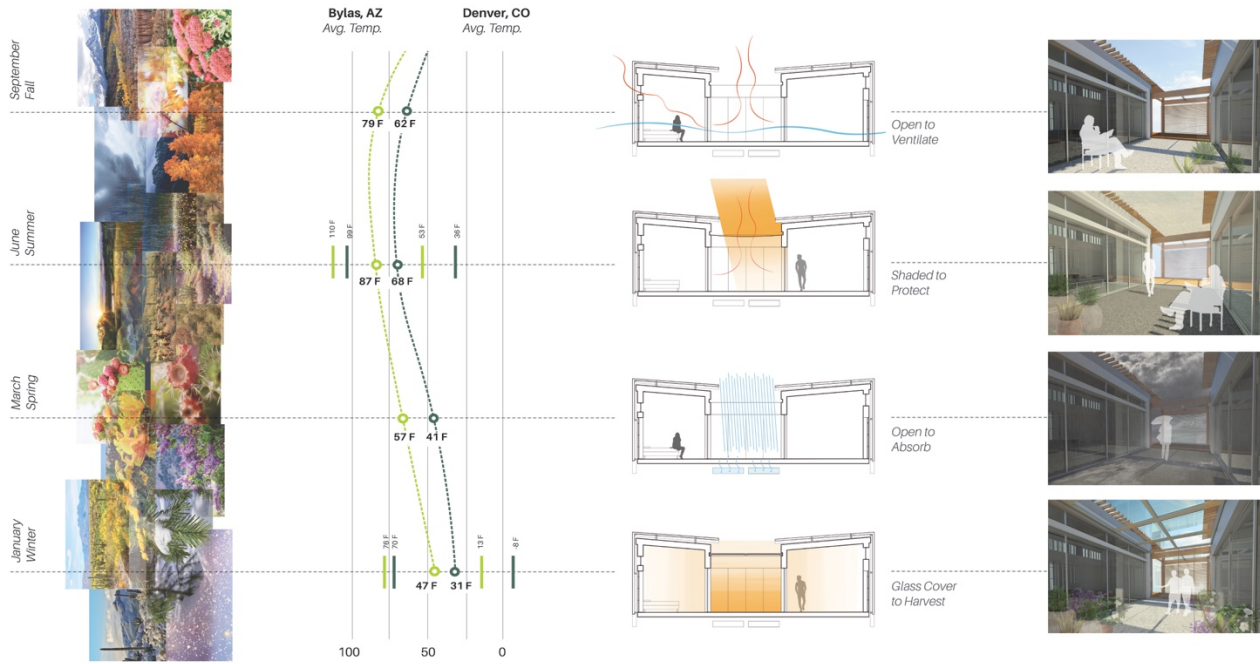 Bylas, AZ
Avg. Temp.
Denver, CO
Avg. Temp.
September
Fall
79 F
62 F
Open to
Ventilate
June
Summer
110 F
99 F
53 F
36 F
87 F
68 F
Shaded to
Protect
March
Spring
57 F
41 F
Open to
Absorb
January
Winter
76 F
70 F
13 F
-8 F
47 F
31 F
Glass Cover
to Harvest
100
50
0